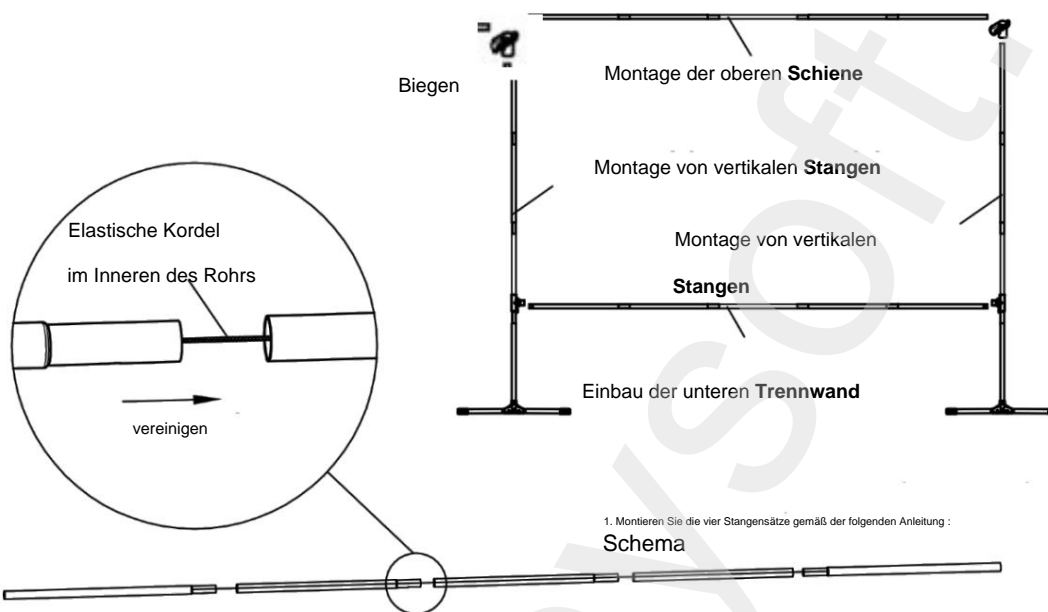 Biegen
Montage der oberen Schiene
Montage von vertikalen Stangen
Montage von vertikalen
Stangen
Elastische Kordel
im Inneren des Rohrs
vereinigen
Einbau der unteren Trennwand
1. Montieren Sie die vier Stangensätze gemäß der folgenden Anleitung :
Schema